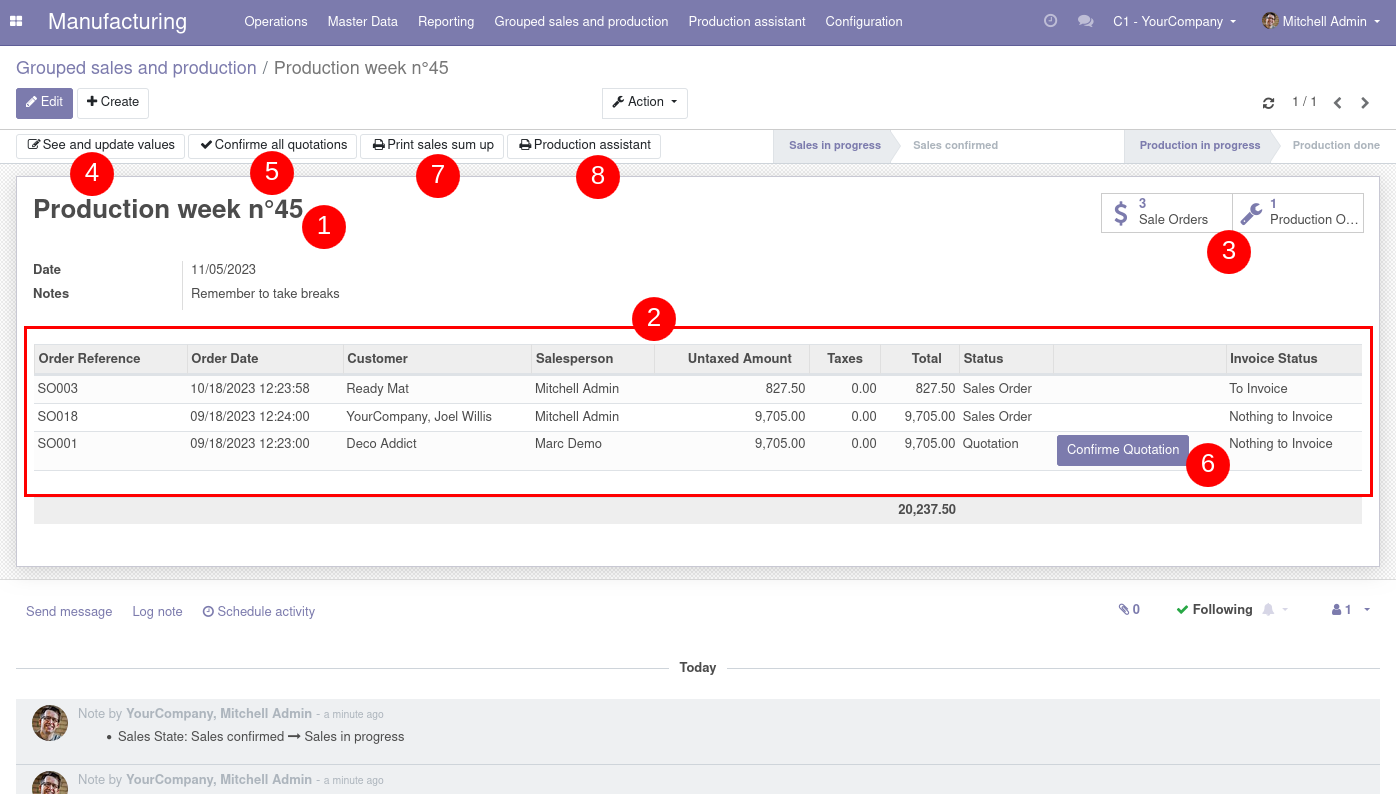 Manufacturing Operations Master Data Reporting Grouped sales and production Production assistant Configuration C1 - YourCompany Mitchell Admin
Grouped sales and production / Production week n°45
Edit Create Action 1 / 1
See and update values Confirme all quotations Print sales sum up Production assistant Sales in progress Sales confirmed Production in progress Production done
4 5 7 8
Production week n°45
1
3
Sale Orders
1
Production O...
3
Date 11/05/2023
Notes Remember to take breaks
2
Order Reference Order Date Customer Salesperson Untaxed Amount Taxes Total Status Invoice Status
SO003 10/18/2023 12:23:58 Ready Mat Mitchell Admin 827.50 0.00 827.50 Sales Order To Invoice
SO018 09/18/2023 12:24:00 YourCompany, Joel Willis Mitchell Admin 9,705.00 0.00 9,705.00 Sales Order Nothing to Invoice
SO001 09/18/2023 12:23:00 Deco Addict Marc Demo 9,705.00 0.00 9,705.00 Quotation Confirme Quotation Nothing to Invoice
6
20,237.50
Send message Log note Schedule activity 0 Following 1
Today
Note by YourCompany, Mitchell Admin - a minute ago
• Sales State: Sales confirmed → Sales in progress
Note by YourCompany, Mitchell Admin - a minute ago